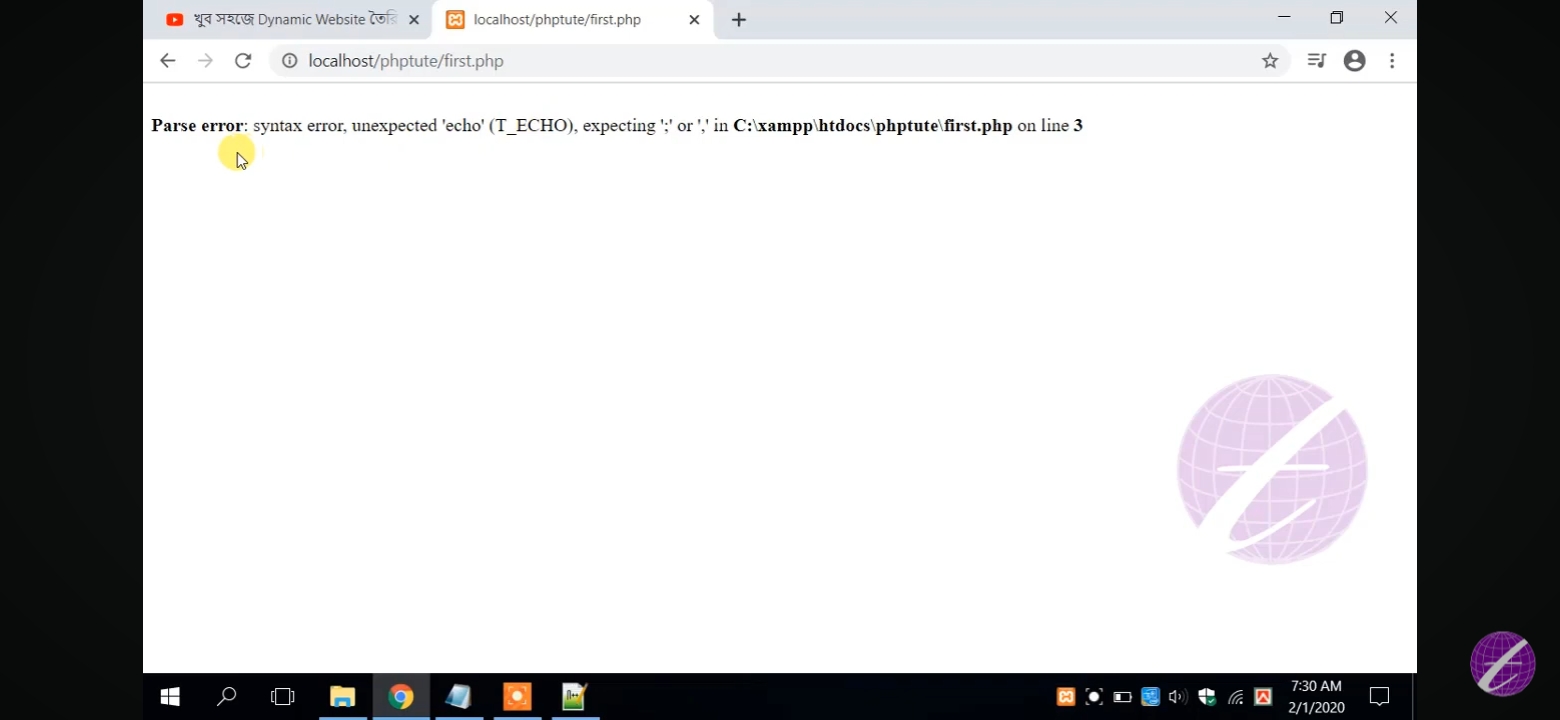 খুব সহজে Dynamic Website তৈরি
localhost/phptute/first.php
localhost/phptute/first.php
Parse error: syntax error, unexpected 'echo' (T_ECHO), expecting ';' or ',' in C:\xampp\htdocs\phptute\first.php on line 3
7:30 AM
2/1/2020